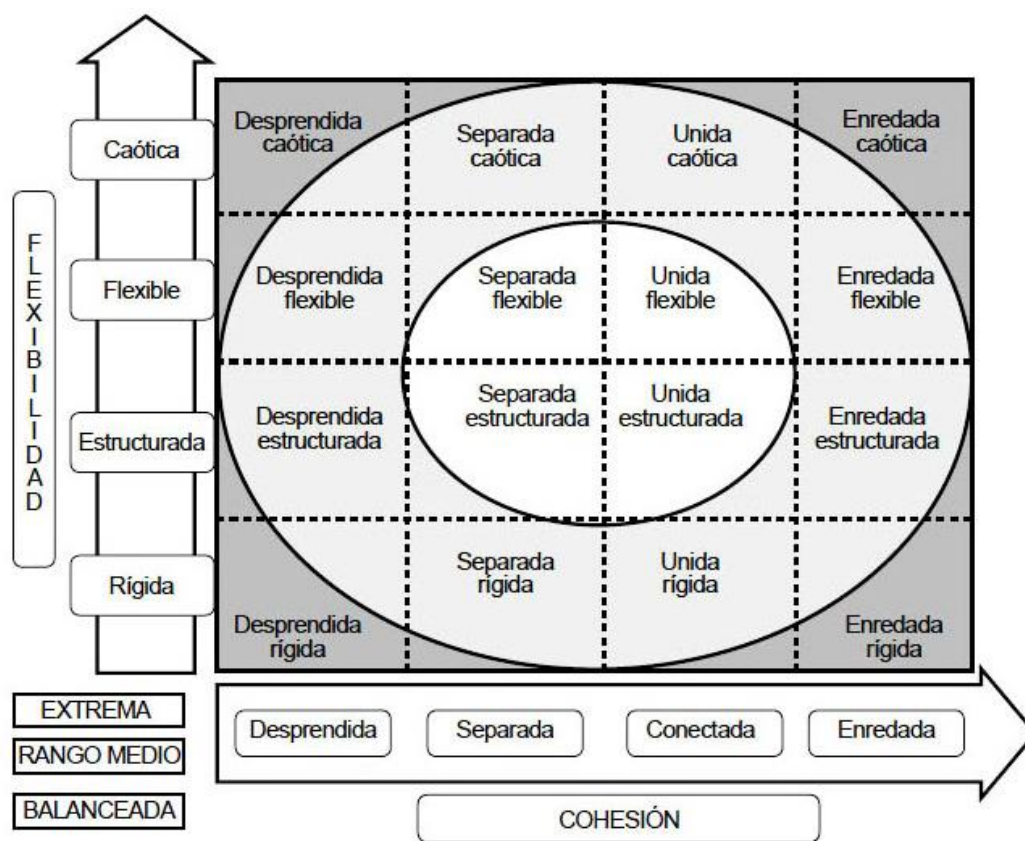 FLEXIBILIDAD
Caótica
Flexible
Estructurada
Rígida
Desprendida
caótica
Separada
caótica
Unida
caótica
Enredada
caótica
Desprendida
flexible
Separada
flexible
Unida
flexible
Enredada
flexible
Desprendida
estructurada
Separada
estructurada
Unida
estructurada
Enredada
estructurada
Desprendida
rígida
Separada
rígida
Unida
rígida
Enredada
rígida
EXTREMA
RANGO MEDIO
BALANCEADA
Desprendida
Separada
Conectada
Enredada
COHESIÓN